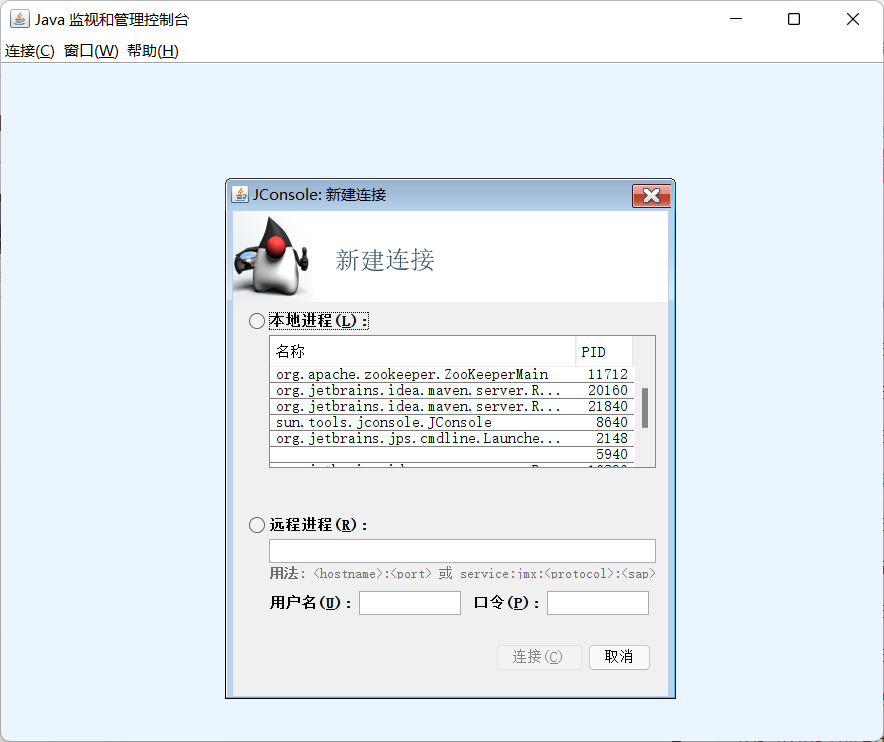 Java 监视和管理控制台
连接(C) 窗口(W) 帮助(H)
JConsole: 新建连接
新建连接
本地进程(L):
名称 PID
org.apache.zookeeper.ZooKeeperMain 11712
org.jetbrains.idea.maven.server.R... 20160
org.jetbrains.idea.maven.server.R... 21840
sun.tools.jconsole.JConsole 8640
org.jetbrains.jps.cmdline.Launche... 2148
5940
远程进程(R):
用法: <hostname>:<port> 或 service:jmx:<protocol>:<sap>
用户名(U): 口令(P):
连接(C) 取消